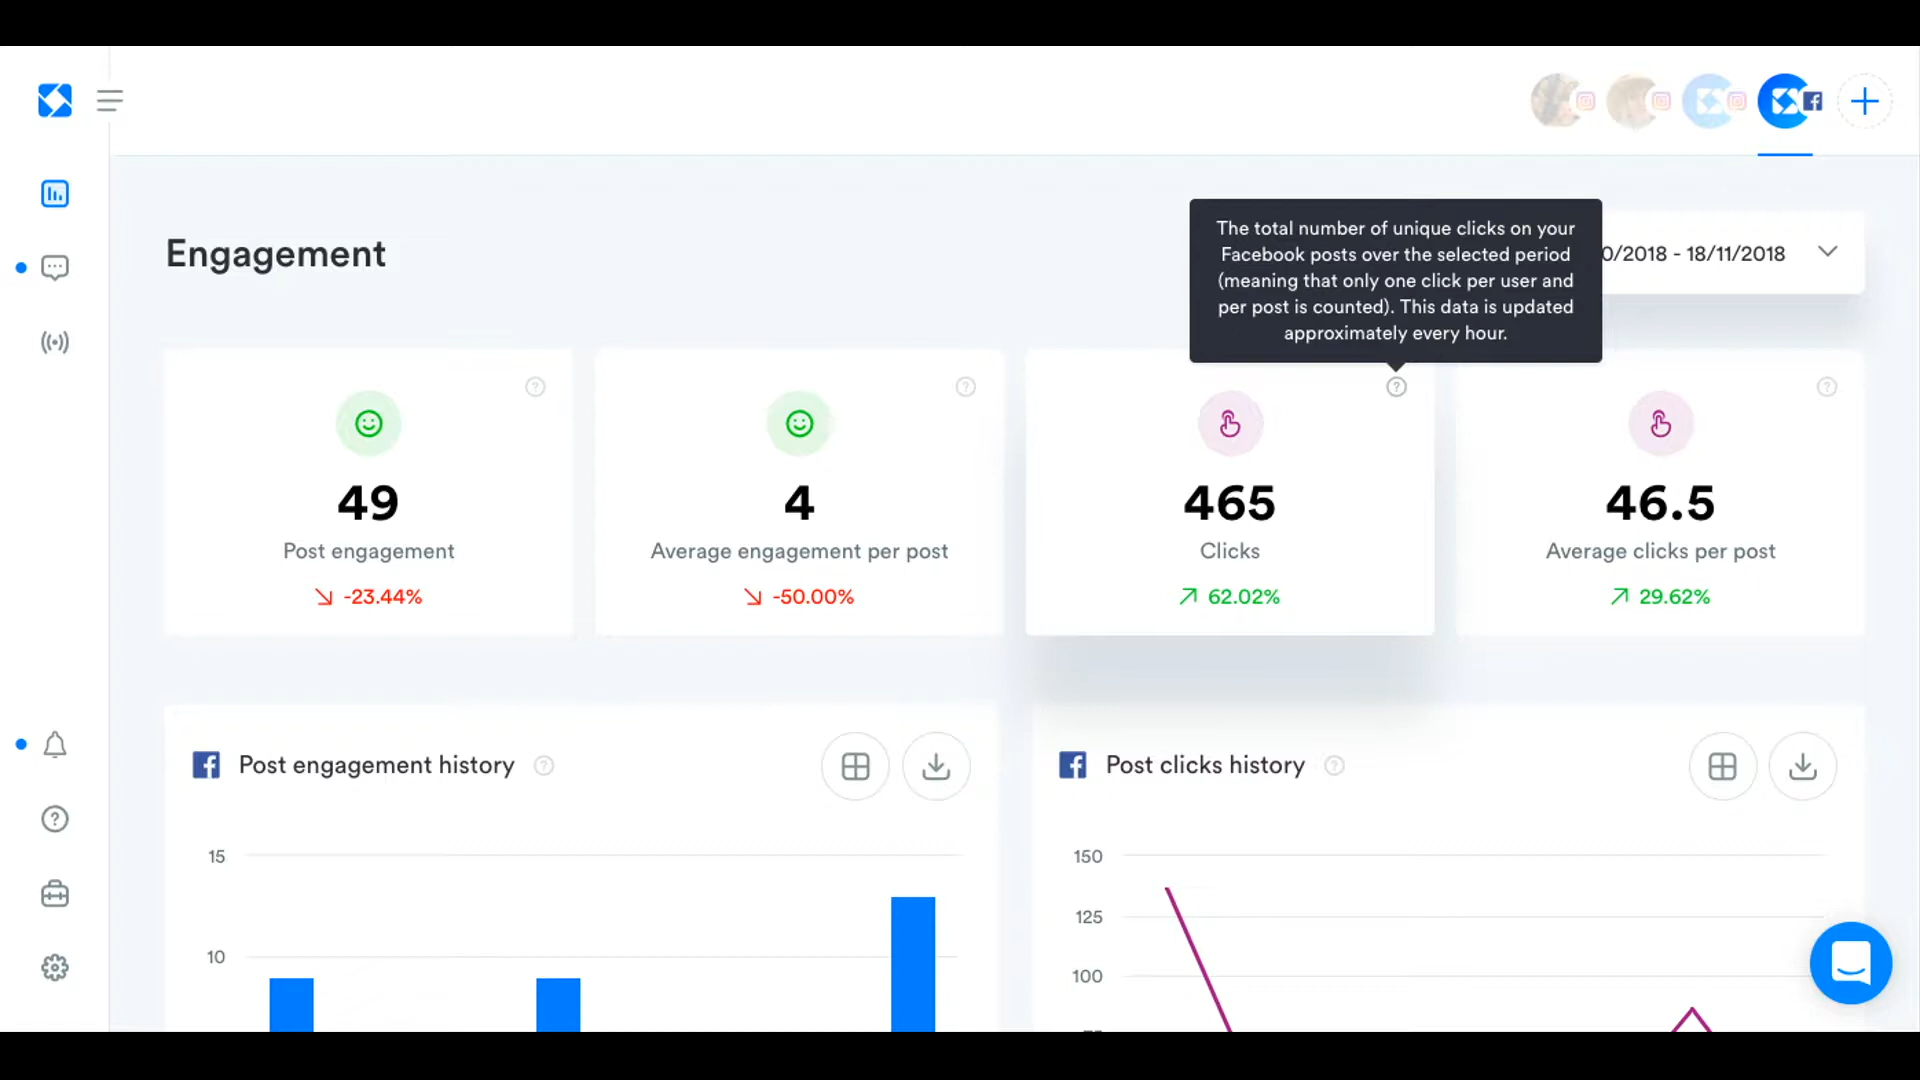 The total number of unique clicks on your
Facebook posts over the selected period
(meaning that only one click per user and
per post is counted). This data is updated
approximately every hour.
Engagement
0/2018 - 18/11/2018
49
Post engagement
-23.44%
4
Average engagement per post
-50.00%
465
Clicks
62.02%
46.5
Average clicks per post
29.62%
Post engagement history
15
10
Post clicks history
150
125
100